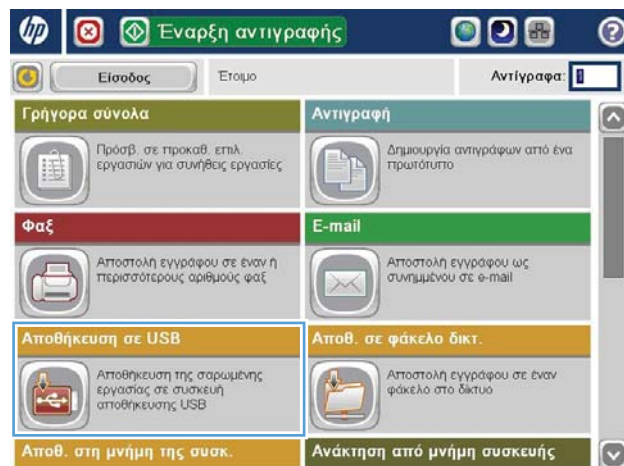 hp
Έναρξη αντιγραφής
?
Είσοδος
Έτοιμο
Αντίγραφα: 1
Γρήγορα σύνολα
Αντιγραφή
Πρόσβ. σε προκαθ. επιλ.
εργασιών για συνήθεις εργασίες
Δημιουργία αντιγράφων από ένα
πρωτότυπο
Φαξ
E-mail
Αποστολή εγγράφου σε έναν ή
περισσότερους αριθμούς φαξ
Αποστολή εγγράφου ως
συνημμένου σε e-mail
Αποθήκευση σε USB
Αποθ. σε φάκελο δικτ.
Αποθήκευση της σαρωμένης
εργασίας σε συσκευή
αποθήκευσης USB
Αποστολή εγγράφου σε έναν
φάκελο στο δίκτυο
Αποθ. στη μνήμη της συσκ.
Ανάκτηση από μνήμη συσκευής